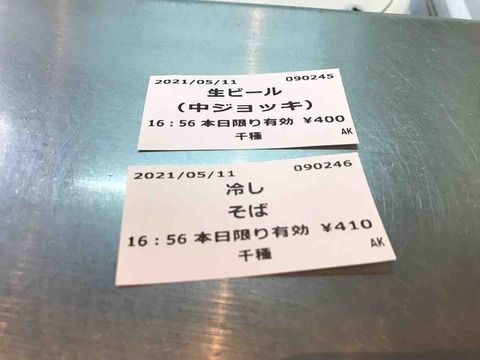 2021/05/11 090245
生ビール
(中ジョッキ)
16:56 本日限り有効 ¥400
千種 AK
2021/05/11 090246
冷し
そば
16:56 本日限り有効 ¥410
千種 AK